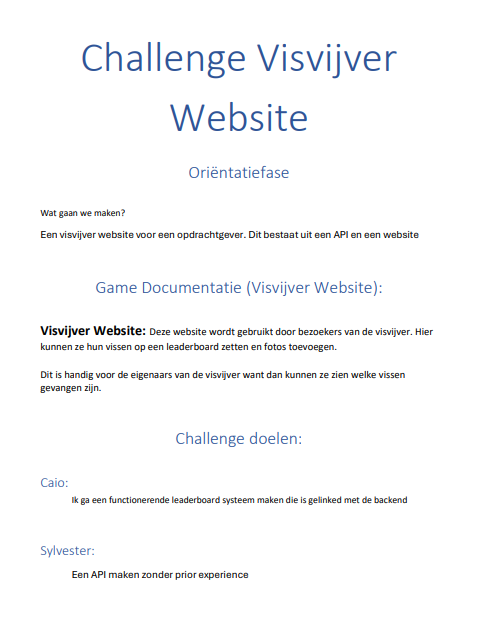 Challenge Visvijver
Website
Oriëntatiefase
Wat gaan we maken?
Een visvijver website voor een opdrachtgever. Dit bestaat uit een API en een website
Game Documentatie (Visvijver Website):
Visvijver Website: Deze website wordt gebruikt door bezoekers van de visvijver. Hier
kunnen ze hun vissen op een leaderboard zetten en fotos toevoegen.
Dit is handig voor de eigenaars van de visvijver want dan kunnen ze zien welke vissen
gevangen zijn.
Challenge doelen:
Caio:
Ik ga een functionerende leaderboard systeem maken die is gelinked met de backend
Sylvester:
Een API maken zonder prior experience